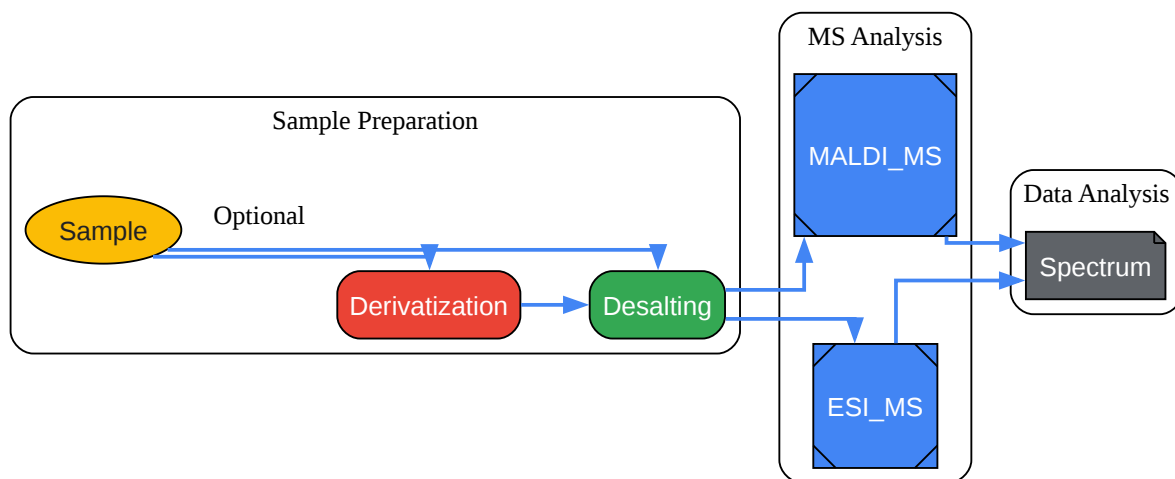 Sample Preparation
Sample
Optional
Derivatization
Desalting
MS Analysis
MALDI_MS
ESI_MS
Data Analysis
Spectrum